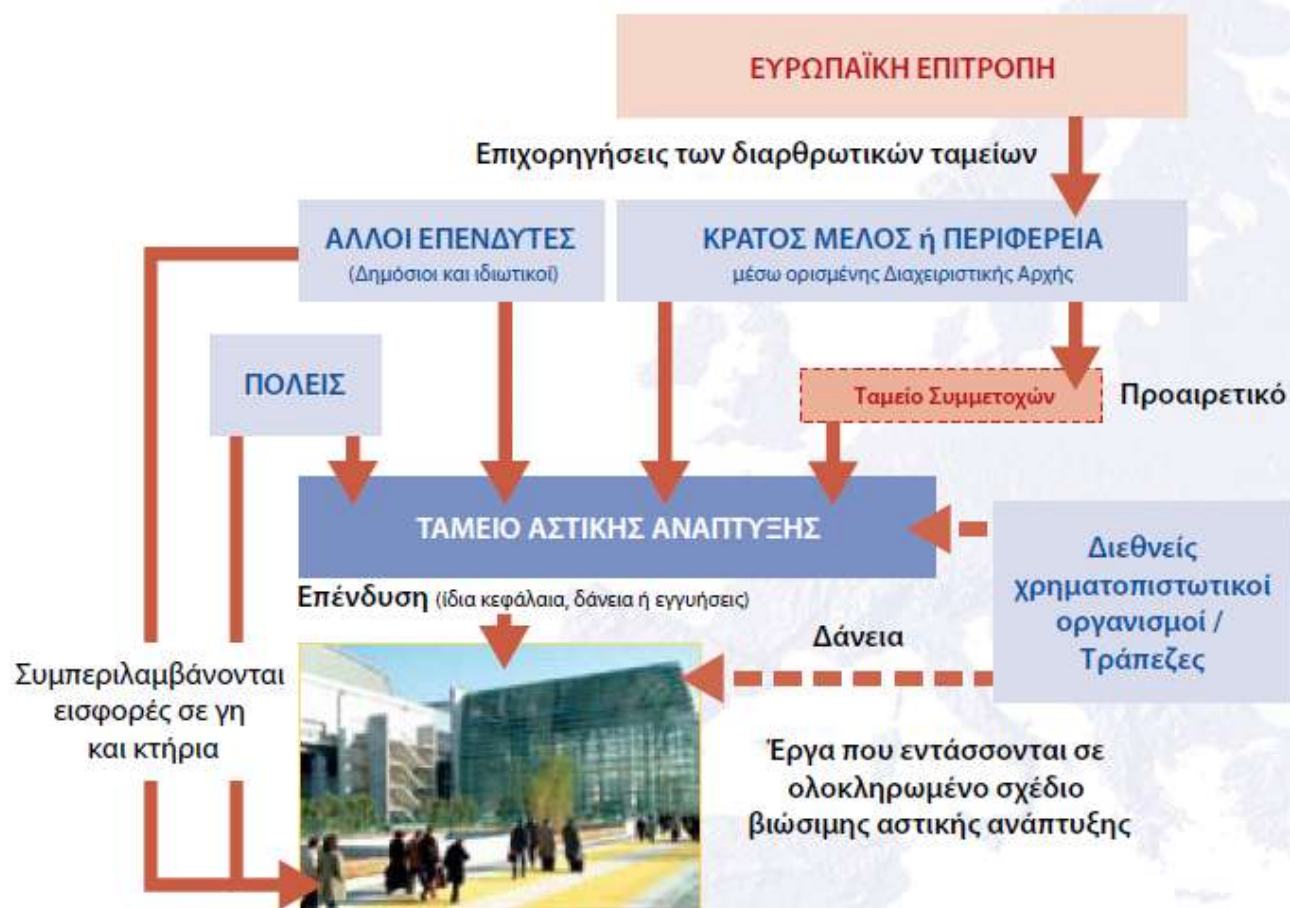 ΕΥΡΩΠΑΪΚΗ ΕΠΙΤΡΟΠΗ
Επιχορηγήσεις των διαρθρωτικών ταμείων
ΑΛΛΟΙ ΕΠΕΝΔΥΤΕΣ
(Δημόσιοι και ιδιωτικοί)
ΚΡΑΤΟΣ ΜΕΛΟΣ ή ΠΕΡΙΦΕΡΕΙΑ
μέσω ορισμένης Διαχειριστικής Αρχής
ΠΟΛΕΙΣ
Ταμείο Συμμετοχών
Προαιρετικό
ΤΑΜΕΙΟ ΑΣΤΙΚΗΣ ΑΝΑΠΤΥΞΗΣ
Διεθνείς
χρηματοπιστωτικοί
οργανισμοί /
Τράπεζες
Επένδυση (ίδια κεφάλαια, δάνεια ή εγγυήσεις)
Δάνεια
Συμπεριλαμβάνονται
εισφορές σε γη
και κτήρια
Έργα που εντάσσονται σε
ολοκληρωμένο σχέδιο
βιώσιμης αστικής ανάπτυξης